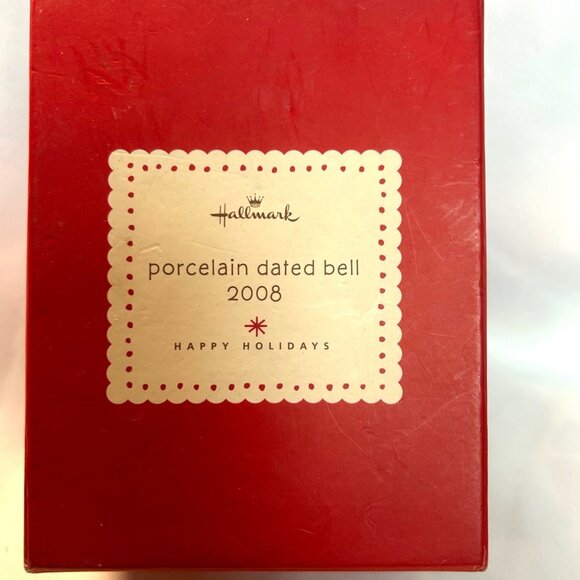 Hallmark
porcelain dated bell
2008
HAPPY HOLIDAYS